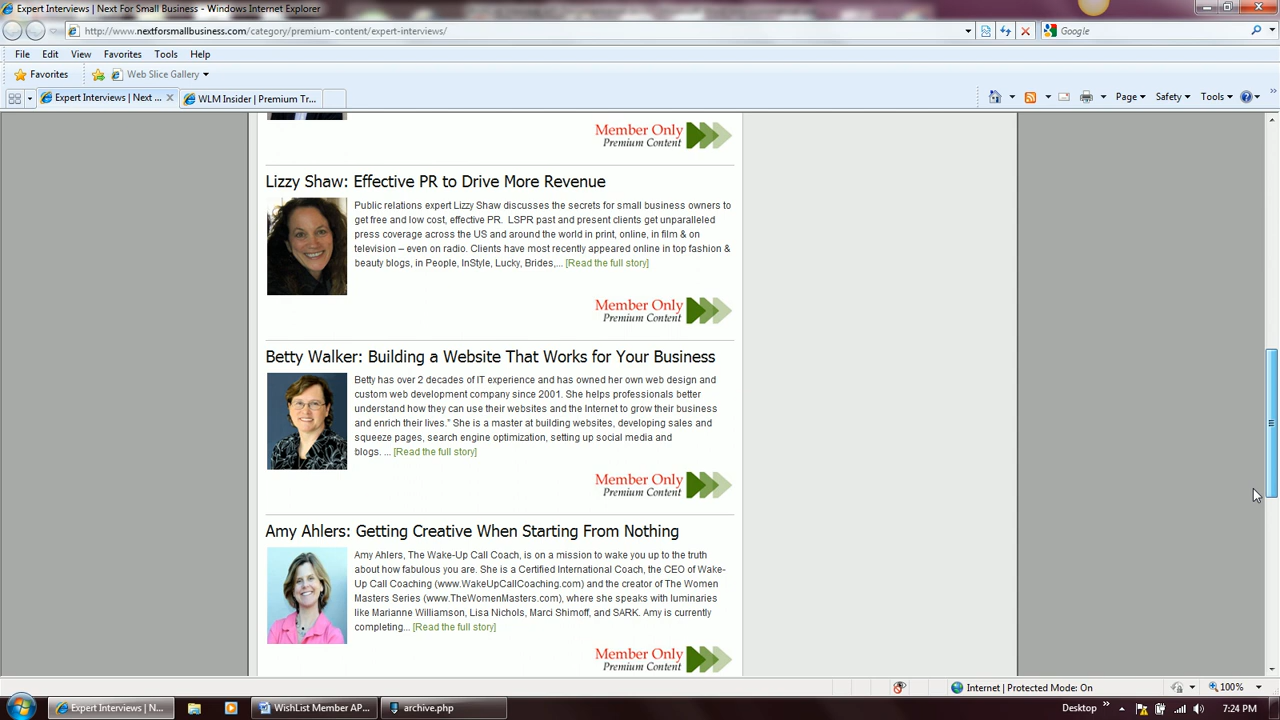 Expert Interviews | Next For Small Business - Windows Internet Explorer
http://www.nextforsmallbusiness.com/category/premium-content/expert-interviews/
Google
File Edit View Favorites Tools Help
Favorites Web Slice Gallery
Expert Interviews | Next ... WLM Insider | Premium Tr... Page Safety Tools
Member Only
Premium Content
Lizzy Shaw: Effective PR to Drive More Revenue
Public relations expert Lizzy Shaw discusses the secrets for small business owners to
get free and low cost, effective PR. LSPR past and present clients get unparalleled
press coverage across the US and around the world in print, online, in film & on
television – even on radio. Clients have most recently appeared online in top fashion &
beauty blogs, in People, InStyle, Lucky, Brides,... [Read the full story]
Member Only
Premium Content
Betty Walker: Building a Website That Works for Your Business
Betty has over 2 decades of IT experience and has owned her own web design and
custom web development company since 2001. She helps professionals better
understand how they can use their websites and the Internet to grow their business
and enrich their lives." She is a master at building websites, developing sales and
squeeze pages, search engine optimization, setting up social media and
blogs. ... [Read the full story]
Member Only
Premium Content
Amy Ahlers: Getting Creative When Starting From Nothing
Amy Ahlers, The Wake-Up Call Coach, is on a mission to wake you up to the truth
about how fabulous you are. She is a Certified International Coach, the CEO of Wake-
Up Call Coaching (www.WakeUpCallCoaching.com) and the creator of The Women
Masters Series (www.TheWomenMasters.com), where she speaks with luminaries
like Marianne Williamson, Lisa Nichols, Marci Shimoff, and SARK. Amy is currently
completing... [Read the full story]
Member Only
Premium Content
Internet | Protected Mode: On 100%
Expert Interviews | N... WishList Member AP... archive.php Desktop 7:24 PM